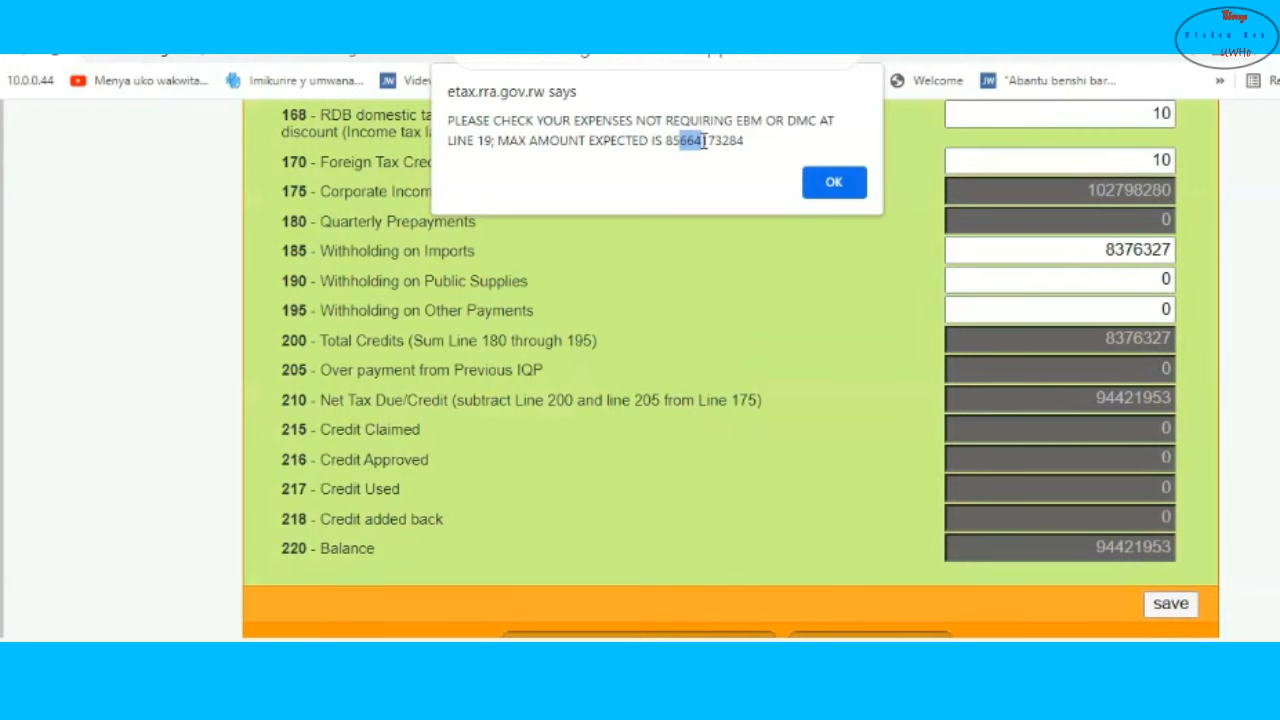 Things
Wisdom Hos
UWHo
10.0.0.44
Menya uko wakwita...
Imikurire y umwana...
Welcome
"Abantu benshi bar...
»
etax.rra.gov.rw says
PLEASE CHECK YOUR EXPENSES NOT REQUIRING EBM OR DMC AT
LINE 19; MAX AMOUNT EXPECTED IS 85664173284
OK
168 - RDB domestic ta
discount (Income tax l
10
170 - Foreign Tax Cre
10
175 - Corporate Incom
102798280
180 - Quarterly Prepayments
0
185 - Withholding on Imports
8376327
190 - Withholding on Public Supplies
0
195 - Withholding on Other Payments
0
200 - Total Credits (Sum Line 180 through 195)
8376327
205 - Over payment from Previous IQP
0
210 - Net Tax Due/Credit (subtract Line 200 and line 205 from Line 175)
94421953
215 - Credit Claimed
0
216 - Credit Approved
0
217 - Credit Used
0
218 - Credit added back
0
220 - Balance
94421953
save